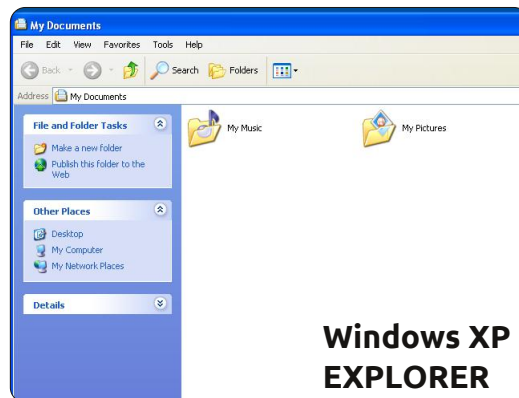 My Documents
File Edit View Favorites Tools Help
Back Search Folders
Address My Documents
File and Folder Tasks
Make a new folder
Publish this folder to the
Web
Other Places
Desktop
My Computer
My Network Places
Details
My Music
My Pictures
Windows XP
EXPLORER